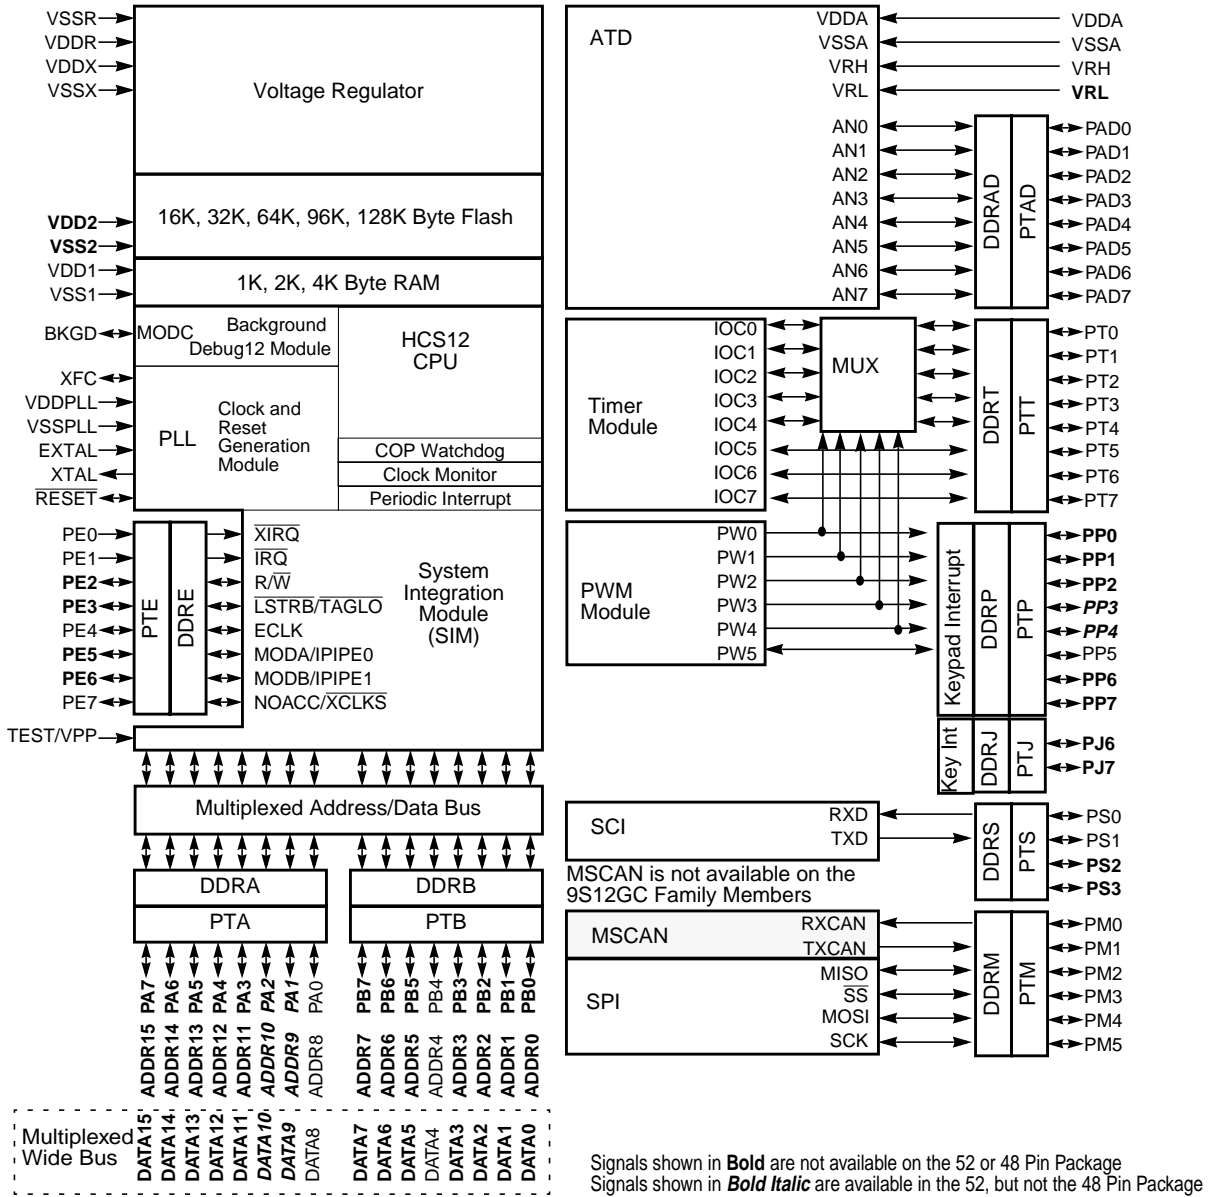 VSSR
VDDR
VDDX
VSSX
Voltage Regulator
VDD2
VSS2
16K, 32K, 64K, 96K, 128K Byte Flash
VDD1
VSS1
1K, 2K, 4K Byte RAM
BKGD
MODC
Background
Debug12 Module
HCS12
CPU
XFC
VDDPLL
VSSPLL
EXTAL
XTAL
RESET
PLL
Clock and
Reset
Generation
Module
COP Watchdog
Clock Monitor
Periodic Interrupt
PE0
PE1
PE2
PE3
PE4
PE5
PE6
PE7
PTE
DDRE
XIRQ
IRQ
R/W
LSTRB/TAGLO
ECLK
MODA/IPIPE0
MODB/IPIPE1
NOACC/XCLKS
System
Integration
Module
(SIM)
TEST/VPP
Multiplexed Address/Data Bus
DDRA
DDRB
PTA
PTB
PA7
PA6
PA5
PA4
PA3
PA2
PA1
PA0
PB7
PB6
PB5
PB4
PB3
PB2
PB1
PB0
ADDR15
ADDR14
ADDR13
ADDR12
ADDR11
ADDR10
ADDR9
ADDR8
ADDR7
ADDR6
ADDR5
ADDR4
ADDR3
ADDR2
ADDR1
ADDR0
Multiplexed
Wide Bus
DATA15
DATA14
DATA13
DATA12
DATA11
DATA10
DATA9
DATA8
DATA7
DATA6
DATA5
DATA4
DATA3
DATA2
DATA1
DATA0
ATD
VDDA
VSSA
VRH
VRL
VDDA
VSSA
VRH
VRL
AN0
AN1
AN2
AN3
AN4
AN5
AN6
AN7
DDRAD
PTAD
PAD0
PAD1
PAD2
PAD3
PAD4
PAD5
PAD6
PAD7
Timer
Module
IOC0
IOC1
IOC2
IOC3
IOC4
IOC5
IOC6
IOC7
MUX
DDRT
PTT
PT0
PT1
PT2
PT3
PT4
PT5
PT6
PT7
PWM
Module
PW0
PW1
PW2
PW3
PW4
PW5
Keypad Interrupt
DDRP
PTP
PP0
PP1
PP2
PP3
PP4
PP5
PP6
PP7
Key Int
DDRJ
PTJ
PJ6
PJ7
SCI
RXD
TXD
DDRS
PTS
PS0
PS1
PS2
PS3
MSCAN is not available on the
9S12GC Family Members
MSCAN
RXCAN
TXCAN
SPI
MISO
SS
MOSI
SCK
DDRM
PTM
PM0
PM1
PM2
PM3
PM4
PM5
Signals shown in Bold are not available on the 52 or 48 Pin Package
Signals shown in Bold Italic are available in the 52, but not the 48 Pin Package